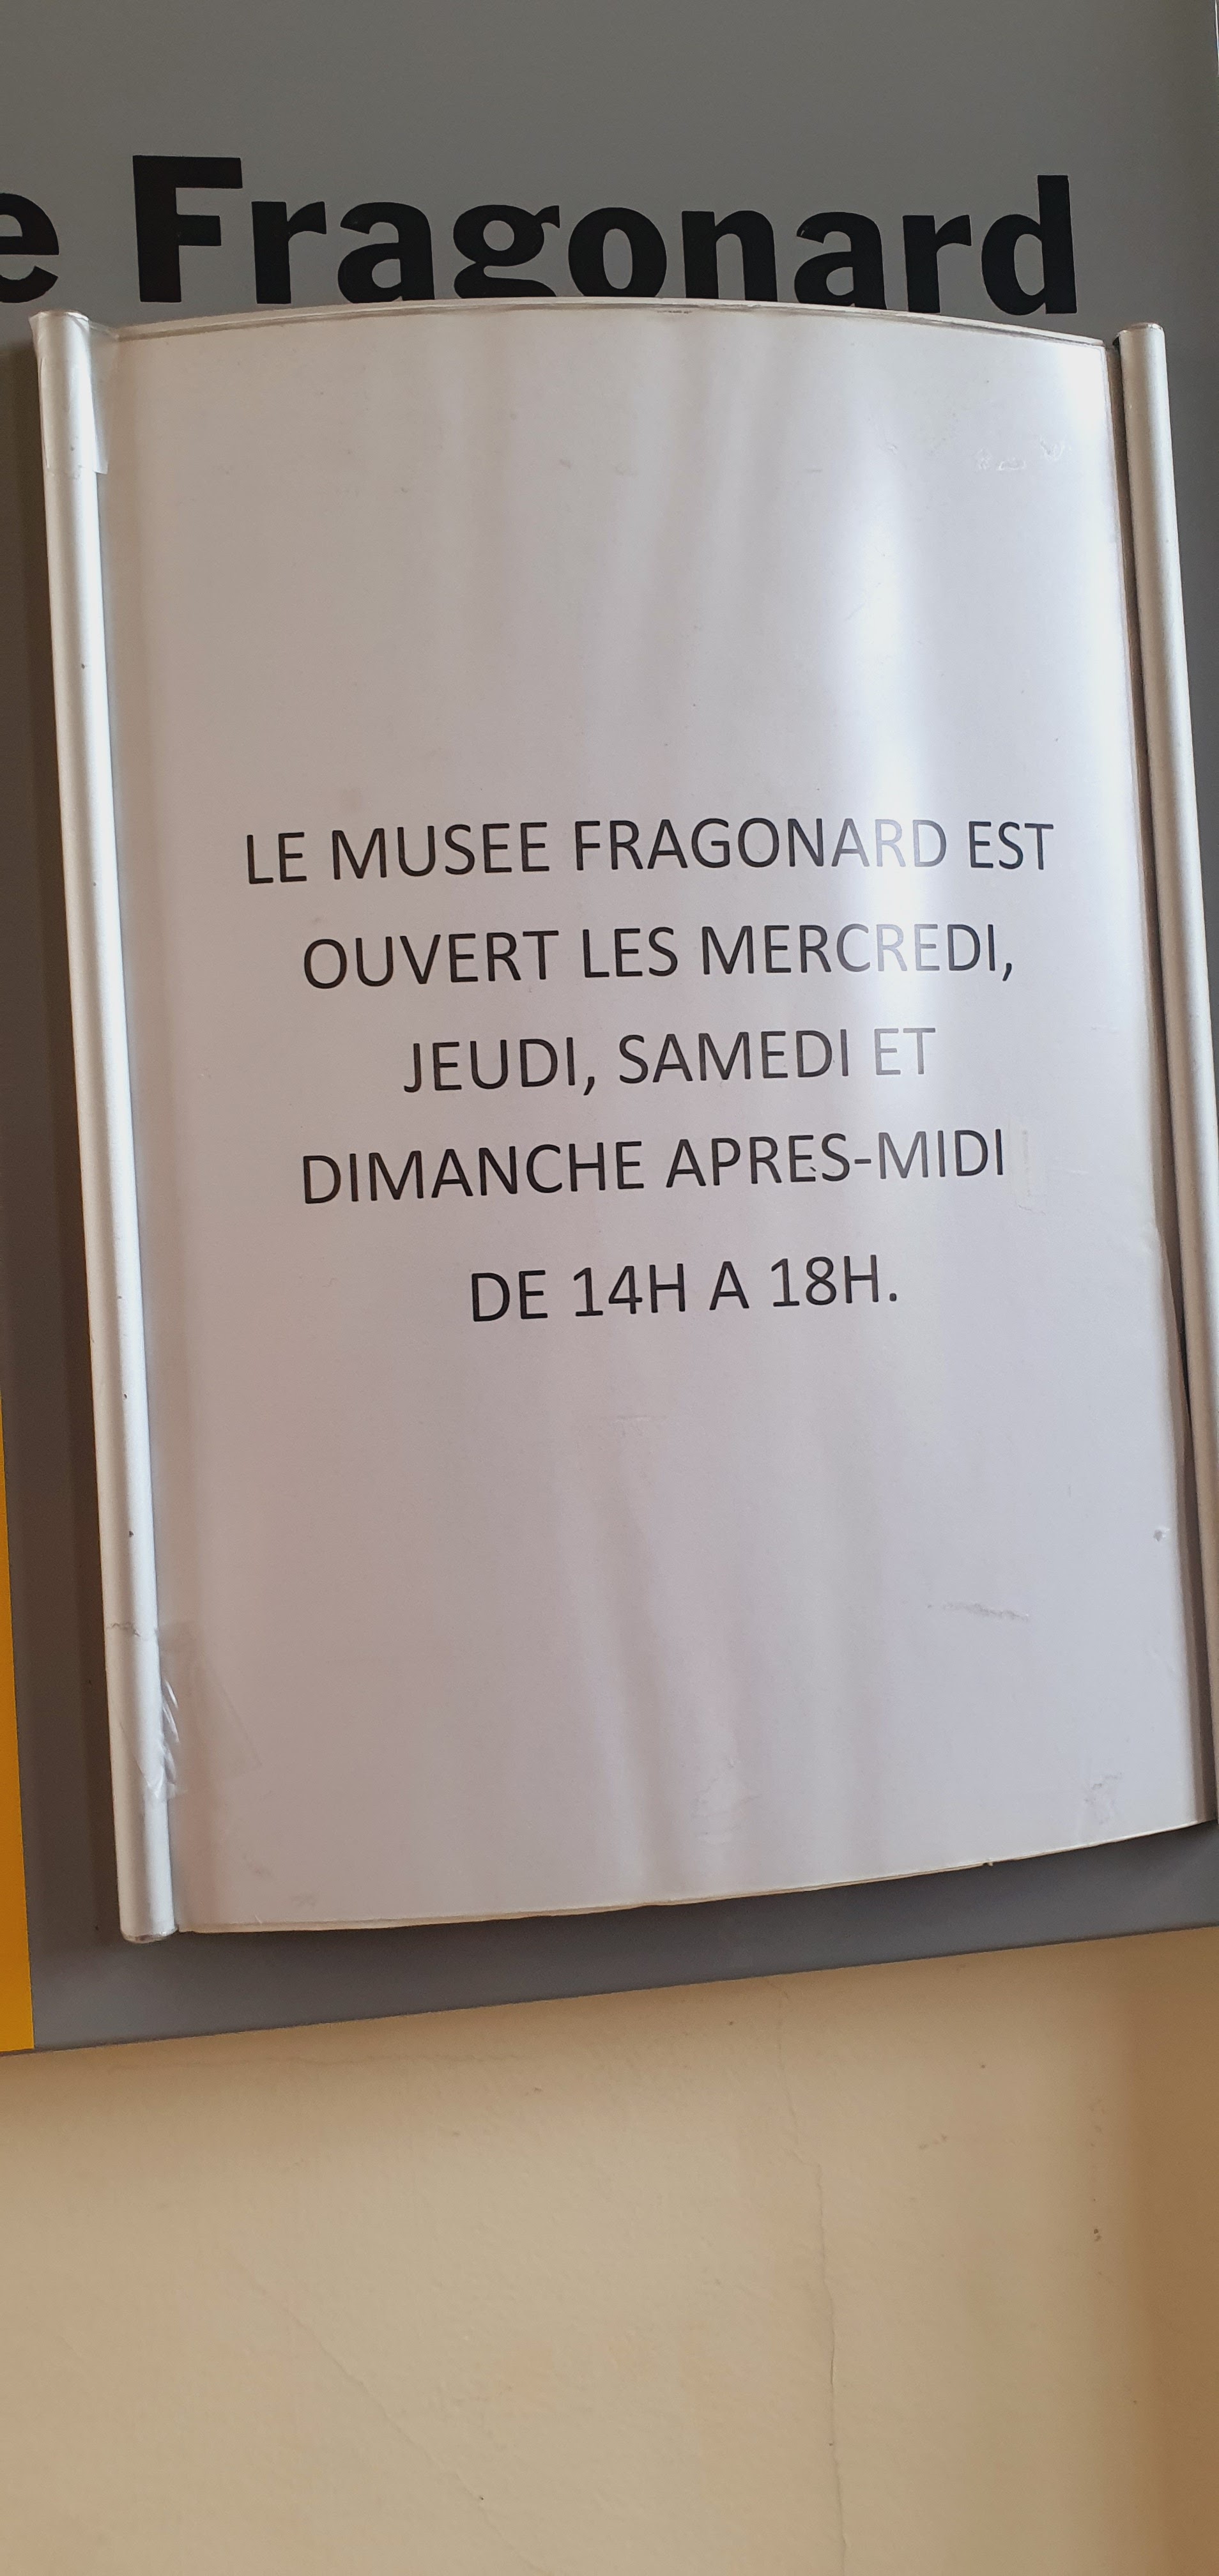 e Fragonard
LE MUSEE FRAGONARD EST
OUVERT LES MERCREDI,
JEUDI, SAMEDI ET
DIMANCHE APRES-MIDI
DE 14H A 18H.